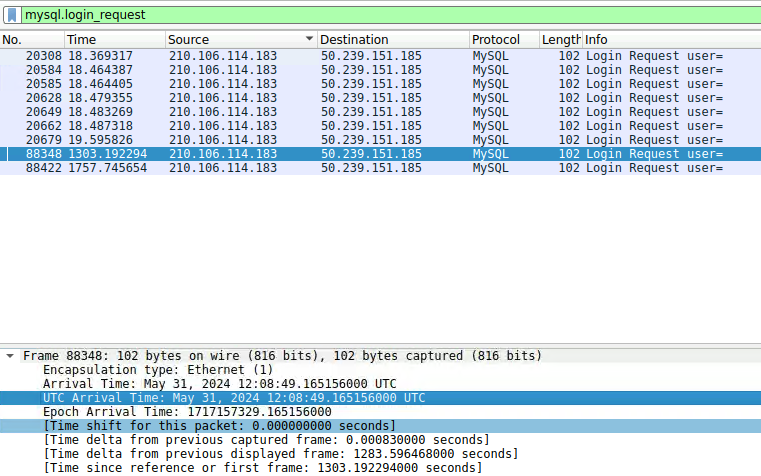 mysql.login_request
No. Time Source Destination Protocol Length Info
20308 18.369317 210.106.114.183 50.239.151.185 MySQL 102 Login Request user=
20584 18.464387 210.106.114.183 50.239.151.185 MySQL 102 Login Request user=
20585 18.464405 210.106.114.183 50.239.151.185 MySQL 102 Login Request user=
20628 18.479355 210.106.114.183 50.239.151.185 MySQL 102 Login Request user=
20649 18.483269 210.106.114.183 50.239.151.185 MySQL 102 Login Request user=
20662 18.487318 210.106.114.183 50.239.151.185 MySQL 102 Login Request user=
20679 19.595826 210.106.114.183 50.239.151.185 MySQL 102 Login Request user=
88348 1303.192294 210.106.114.183 50.239.151.185 MySQL 102 Login Request user=
88422 1757.745654 210.106.114.183 50.239.151.185 MySQL 102 Login Request user=
Frame 88348: 102 bytes on wire (816 bits), 102 bytes captured (816 bits)
Encapsulation type: Ethernet (1)
Arrival Time: May 31, 2024 12:08:49.165156000 UTC
UTC Arrival Time: May 31, 2024 12:08:49.165156000 UTC
Epoch Arrival Time: 1717157329.165156000
[Time shift for this packet: 0.000000000 seconds]
[Time delta from previous captured frame: 0.000830000 seconds]
[Time delta from previous displayed frame: 1283.596468000 seconds]
[Time since reference or first frame: 1303.192294000 seconds]